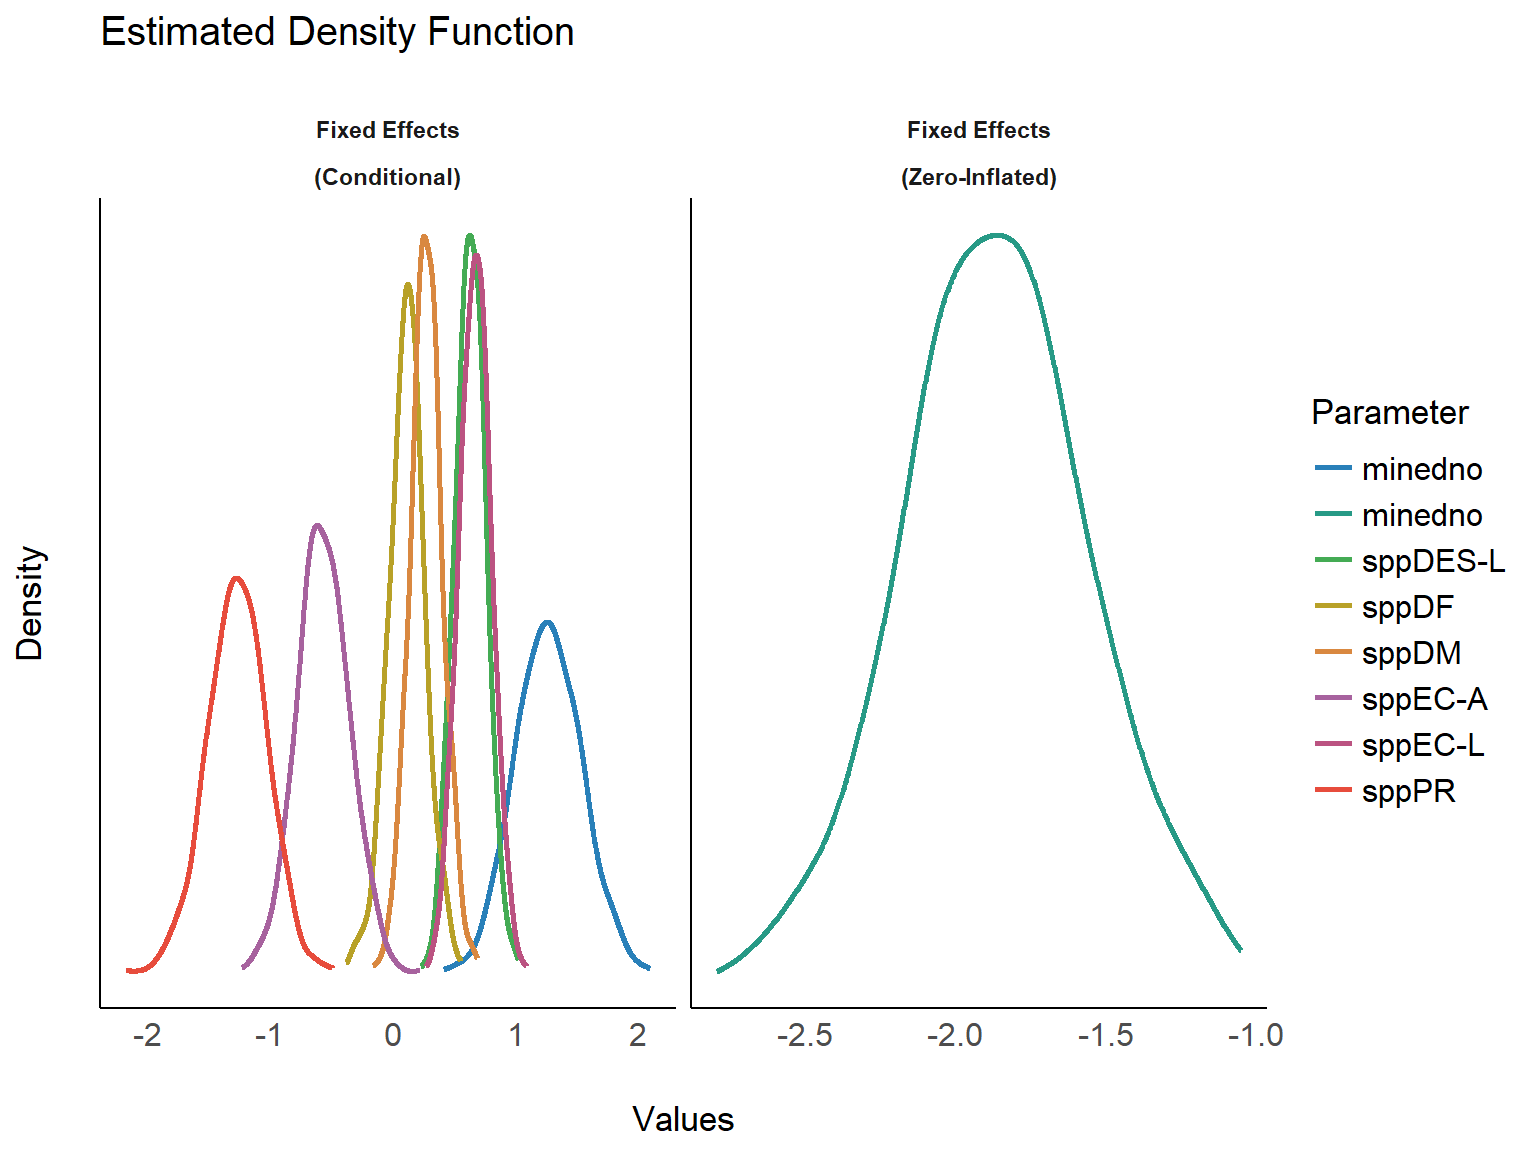 Estimated Density Function
Fixed Effects
(Conditional)
Fixed Effects
(Zero-Inflated)
Density
-2
-1
0
1
2
-2.5
-2.0
-1.5
-1.0
Values
Parameter
minedno
minedno
sppDES-L
sppDF
sppDM
sppEC-A
sppEC-L
sppPR